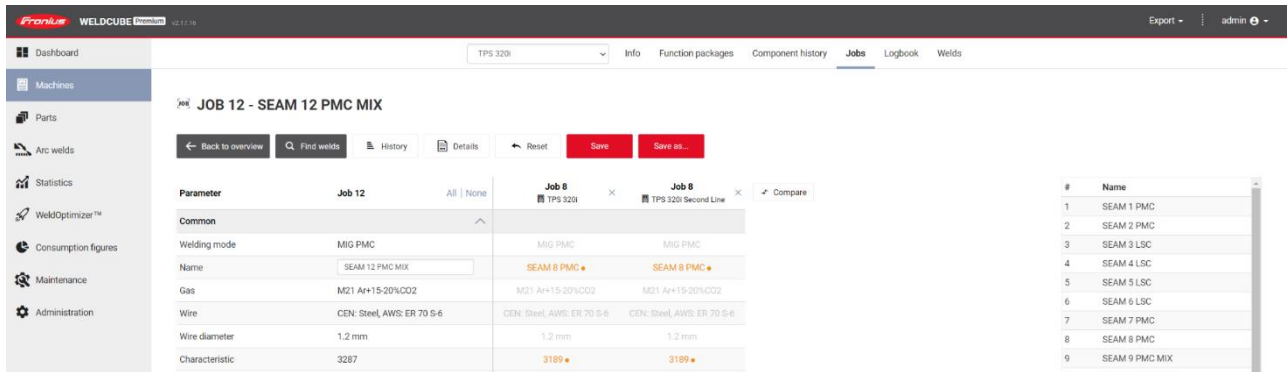 Fronius WELDCUBE Premium v2.17.16 Export admin
Dashboard
Machines
Parts
Arc welds
Statistics
WeldOptimizer™
Consumption figures
Maintenance
Administration
TPS 320i Info Function packages Component history Jobs Logbook Welds
JOB JOB 12 - SEAM 12 PMC MIX
Back to overview Find welds History Details Reset Save Save as...
Parameter Job 12 All | None Job 8 TPS 320i Job 8 TPS 320i Second Line Compare
Common
Welding mode MIG PMC MIG PMC MIG PMC
Name SEAM 12 PMC MIX SEAM 8 PMC SEAM 8 PMC
Gas M21 Ar+15-20%CO2 M21 Ar+15-20%CO2 M21 Ar+15-20%CO2
Wire CEN: Steel, AWS: ER 70 S-6 CEN: Steel, AWS: ER 70 S-6 CEN: Steel, AWS: ER 70 S-6
Wire diameter 1.2 mm 1.2 mm 1.2 mm
Characteristic 3287 3189 3189
# Name
1 SEAM 1 PMC
2 SEAM 2 PMC
3 SEAM 3 LSC
4 SEAM 4 LSC
5 SEAM 5 LSC
6 SEAM 6 LSC
7 SEAM 7 PMC
8 SEAM 8 PMC
9 SEAM 9 PMC MIX